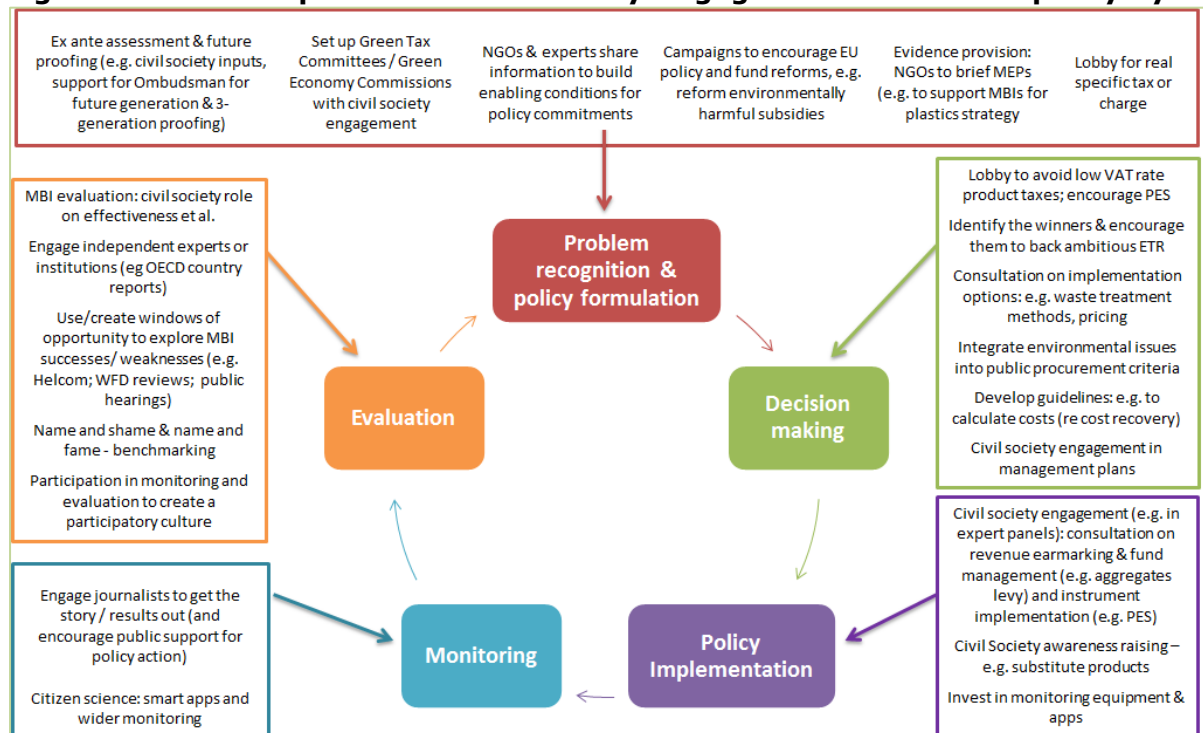 Ex ante assessment & future
proofing (e.g. civil society inputs,
support for Ombudsman for
future generation & 3-
generation proofing)
Set up Green Tax
Committees / Green
Economy Commissions
with civil society
engagement
NGOs & experts share
information to build
enabling conditions for
policy commitments
Campaigns to encourage EU
policy and fund reforms, e.g.
reform environmentally
harmful subsidies
Evidence provision:
NGOs to brief MEPs
(e.g. to support MBIs for
plastics strategy
Lobby for real
specific tax or
charge
Problem
recognition &
policy formulation
Lobby to avoid low VAT rate
product taxes; encourage PES
Identify the winners & encourage
them to back ambitious ETR
Consultation on implementation
options: e.g. waste treatment
methods, pricing
Integrate environmental issues
into public procurement criteria
Develop guidelines: e.g. to
calculate costs (re cost recovery)
Civil society engagement in
management plans
Decision
making
Civil society engagement (e.g. in
expert panels): consultation on
revenue earmarking & fund
management (e.g. aggregates
levy) and instrument
implementation (e.g. PES)
Civil Society awareness raising –
e.g. substitute products
Invest in monitoring equipment &
apps
Policy
Implementation
Engage journalists to get the
story / results out (and
encourage public support for
policy action)
Citizen science: smart apps and
wider monitoring
Monitoring
MBI evaluation: civil society role
on effectiveness et al.
Engage independent experts or
institutions (eg OECD country
reports)
Use/create windows of
opportunity to explore MBI
successes/ weaknesses (e.g.
Helcom; WFD reviews; public
hearings)
Name and shame & name and
fame - benchmarking
Participation in monitoring and
evaluation to create a
participatory culture
Evaluation